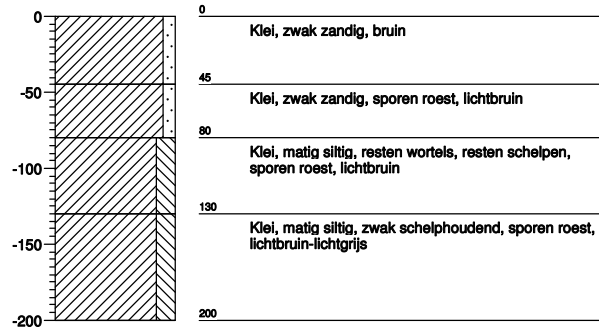 0
-50
-100
-150
-200
0
Klei, zwak zandig, bruin
45
Klei, zwak zandig, sporen roest, lichtbruin
80
Klei, matig siltig, resten wortels, resten schelpen,
sporen roest, lichtbruin
130
Klei, matig siltig, zwak schelphoudend, sporen roest,
lichtbruin-lichtgrijs
200